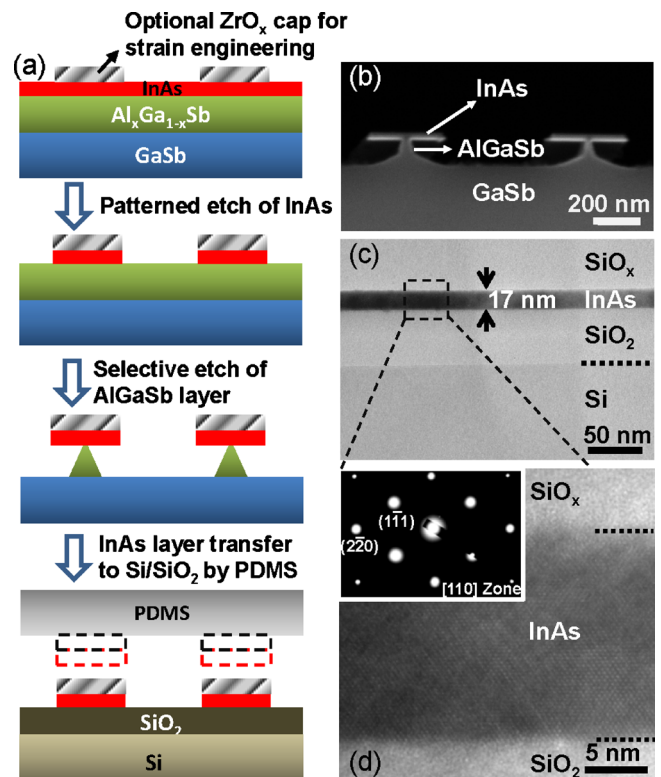 Optional ZrOₓ cap for
strain engineering
(a)
InAs
AlₓGa₁₋ₓSb
GaSb
Patterned etch of InAs
Selective etch of
AlGaSb layer
InAs layer transfer
to Si/SiO₂ by PDMS
PDMS
SiO₂
Si
(b)
InAs
AlGaSb
GaSb
200 nm
(c)
SiOₓ
17 nm
InAs
SiO₂
Si
50 nm
SiOₓ
(11̅1)
(22̅0)
[110] Zone
InAs
(d)
SiO₂
5 nm